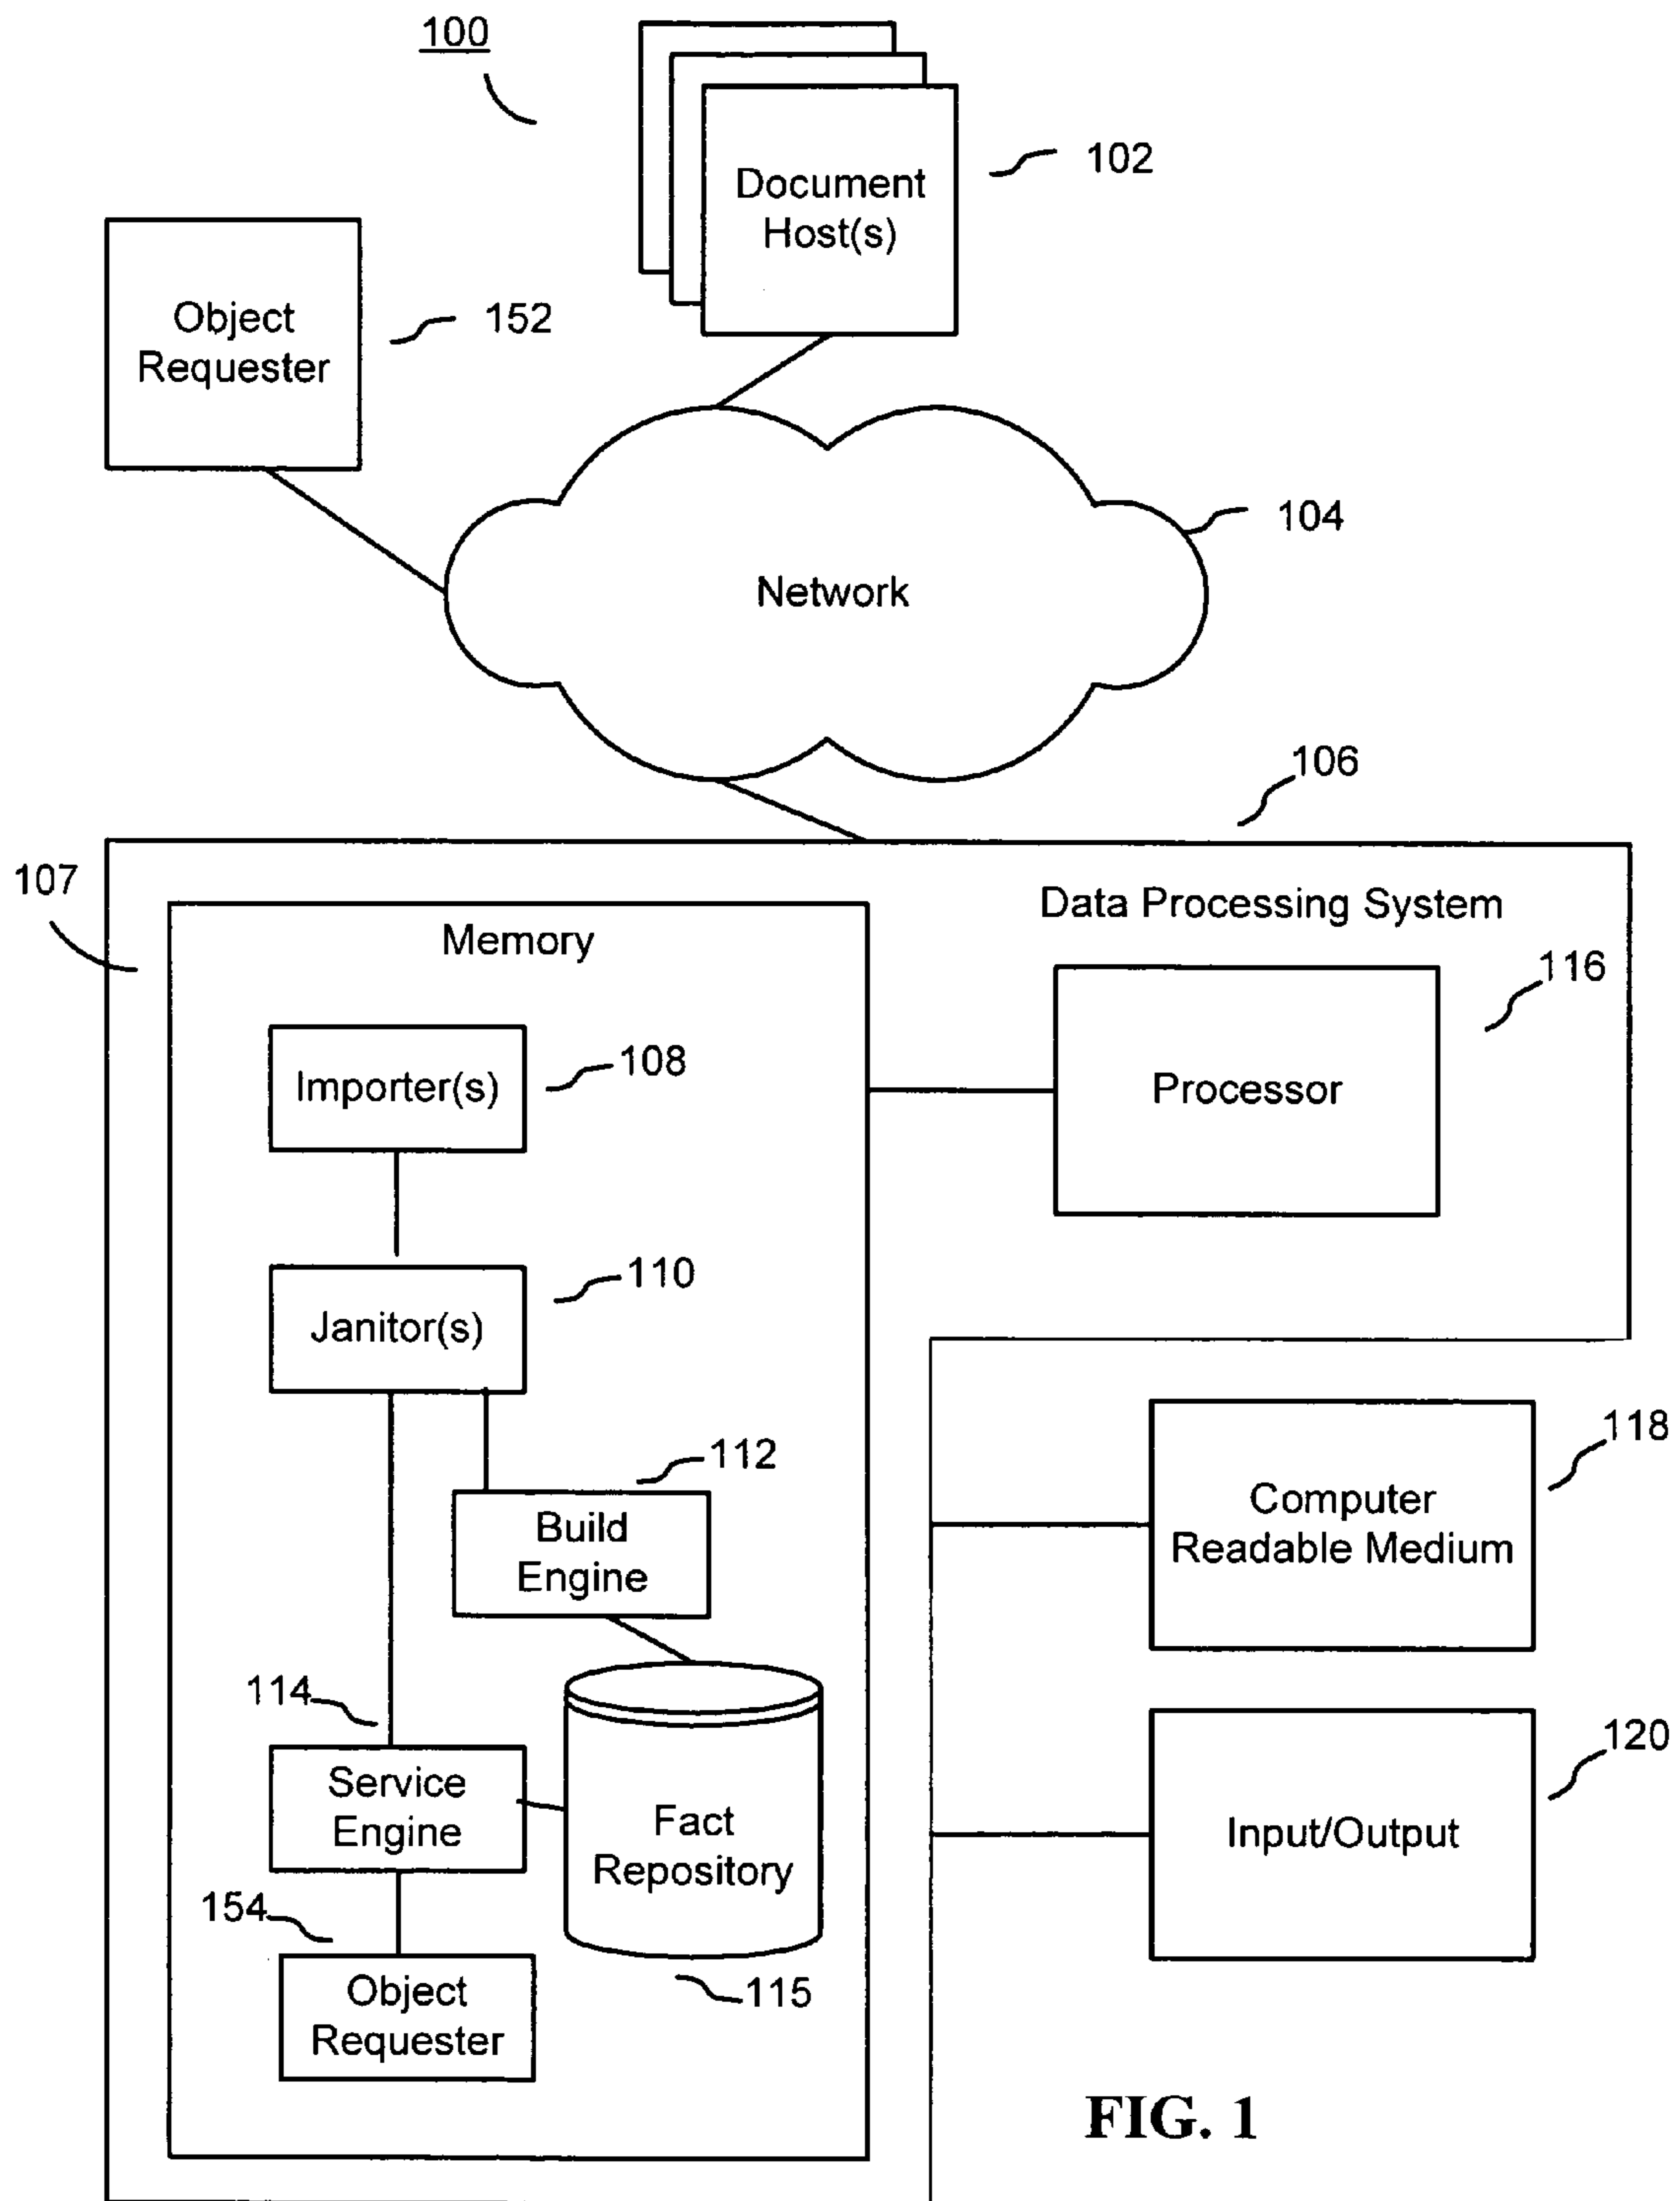 100
Document
Host(s)
102
Object
Requester
152
104
Network
106
107
Data Processing System
Memory
116
Importer(s)
108
Processor
Janitor(s)
110
112
118
Build
Engine
Computer
Readable Medium
114
120
Service
Engine
Fact
Repository
Input/Output
154
115
Object
Requester
FIG. 1